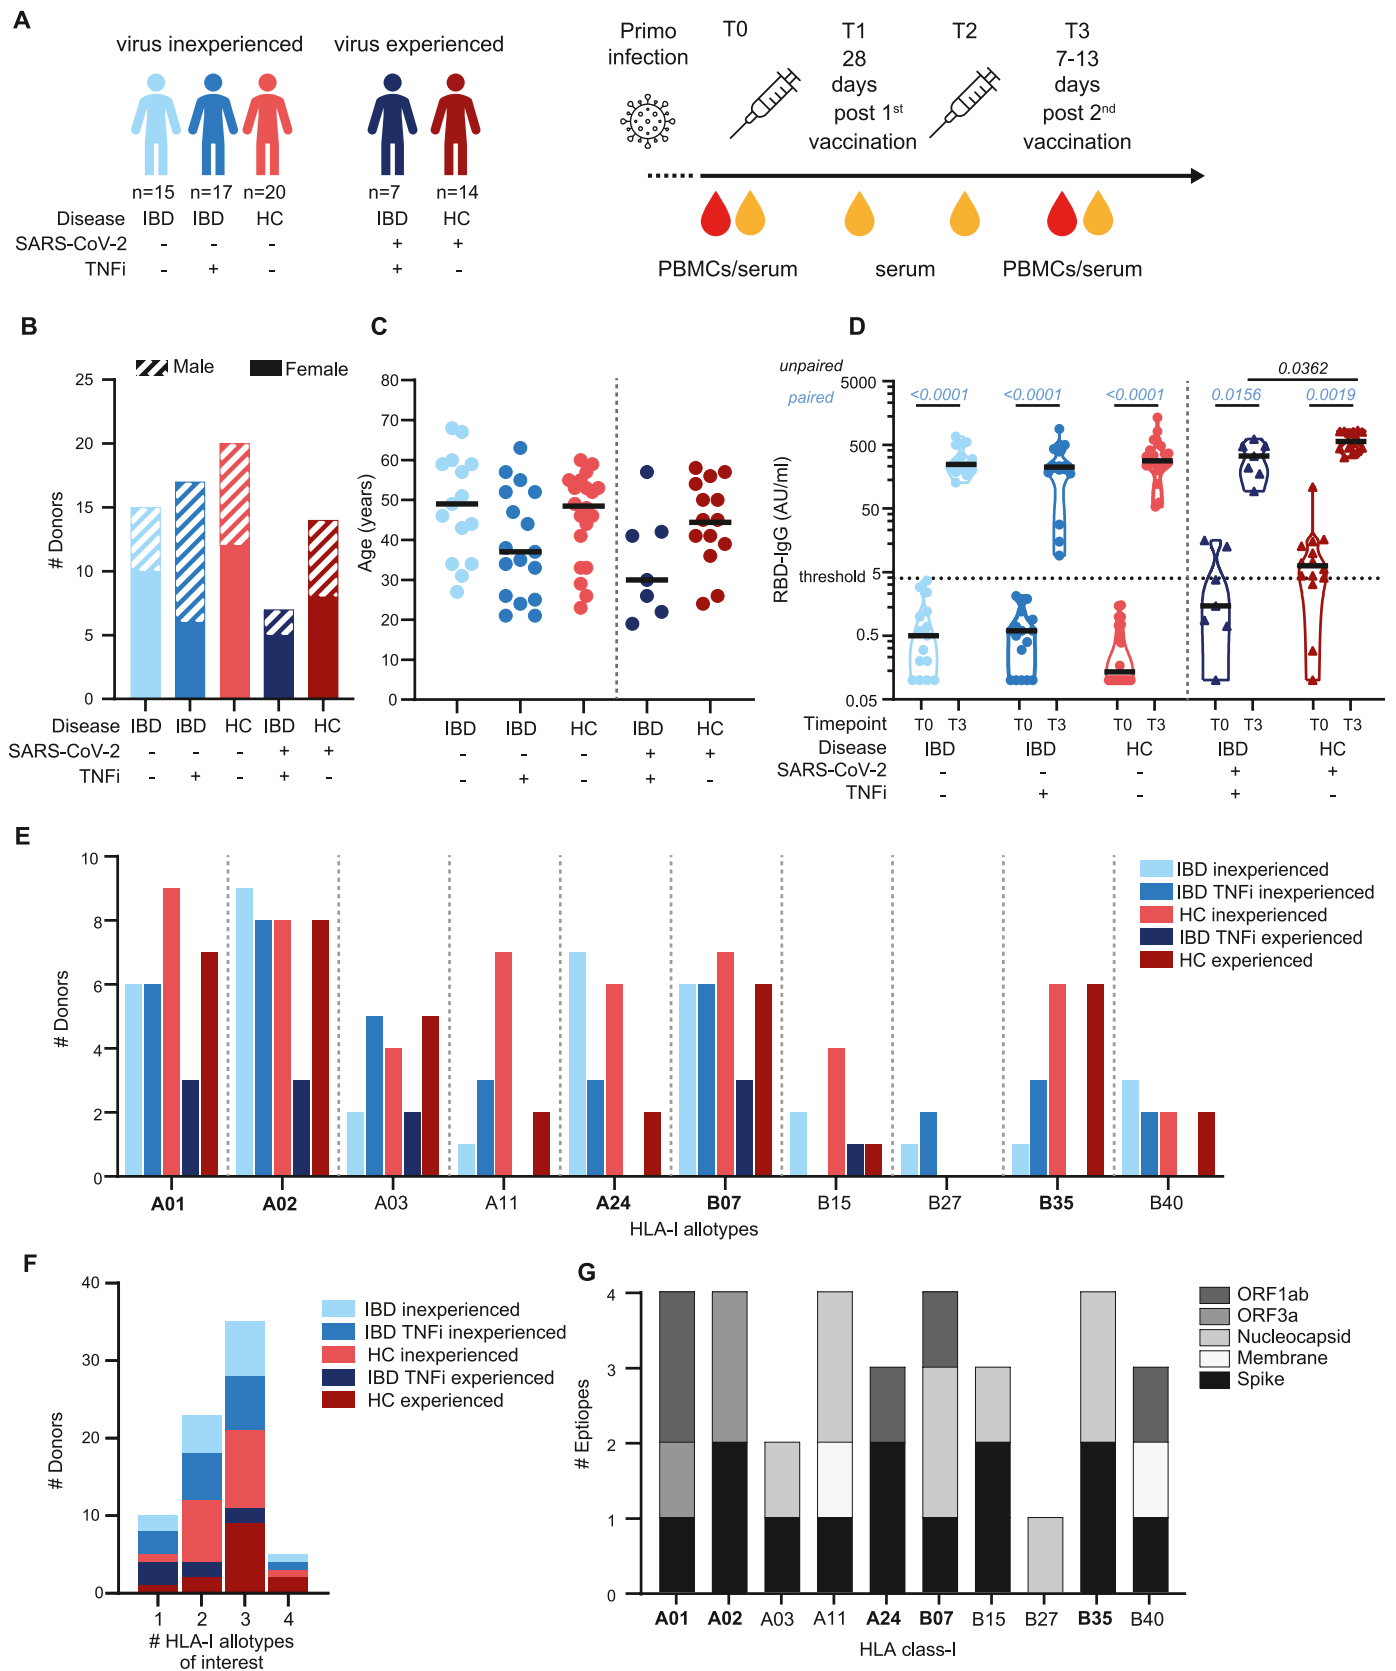 A
virus inexperienced
virus experienced
n=15 n=17 n=20 n=7 n=14
Disease IBD IBD HC IBD HC
SARS-CoV-2 - - - + +
TNFi - + - + -
Primo
infection
T0
T1
28
days
post 1st
vaccination
T2
T3
7-13
days
post 2nd
vaccination
PBMCs/serum serum PBMCs/serum
B
Male Female
# Donors
25
20
15
10
5
0
Disease IBD IBD HC IBD HC
SARS-CoV-2 - - - + +
TNFi - + - + -
C
Age (years)
80
70
60
50
40
30
20
10
0
IBD IBD HC IBD HC
- - - + +
- + - + -
D
unpaired 0.0362
paired <0.0001 <0.0001 <0.0001 0.0156 0.0019
RBD-IgG (AU/ml)
5000
500
50
threshold 5
0.5
0.05
Timepoint T0 T3 T0 T3 T0 T3 T0 T3 T0 T3
Disease IBD IBD HC IBD HC
SARS-CoV-2 - - - + +
TNFi - + - + -
E
# Donors
10
8
6
4
2
0
A01 A02 A03 A11 A24 B07 B15 B27 B35 B40
HLA-I allotypes
IBD inexperienced
IBD TNFi inexperienced
HC inexperienced
IBD TNFi experienced
HC experienced
F
# Donors
40
30
20
10
0
1 2 3 4
# HLA-I allotypes
of interest
IBD inexperienced
IBD TNFi inexperienced
HC inexperienced
IBD TNFi experienced
HC experienced
G
# Eptiopes
4
3
2
1
0
A01 A02 A03 A11 A24 B07 B15 B27 B35 B40
HLA class-I
ORF1ab
ORF3a
Nucleocapsid
Membrane
Spike